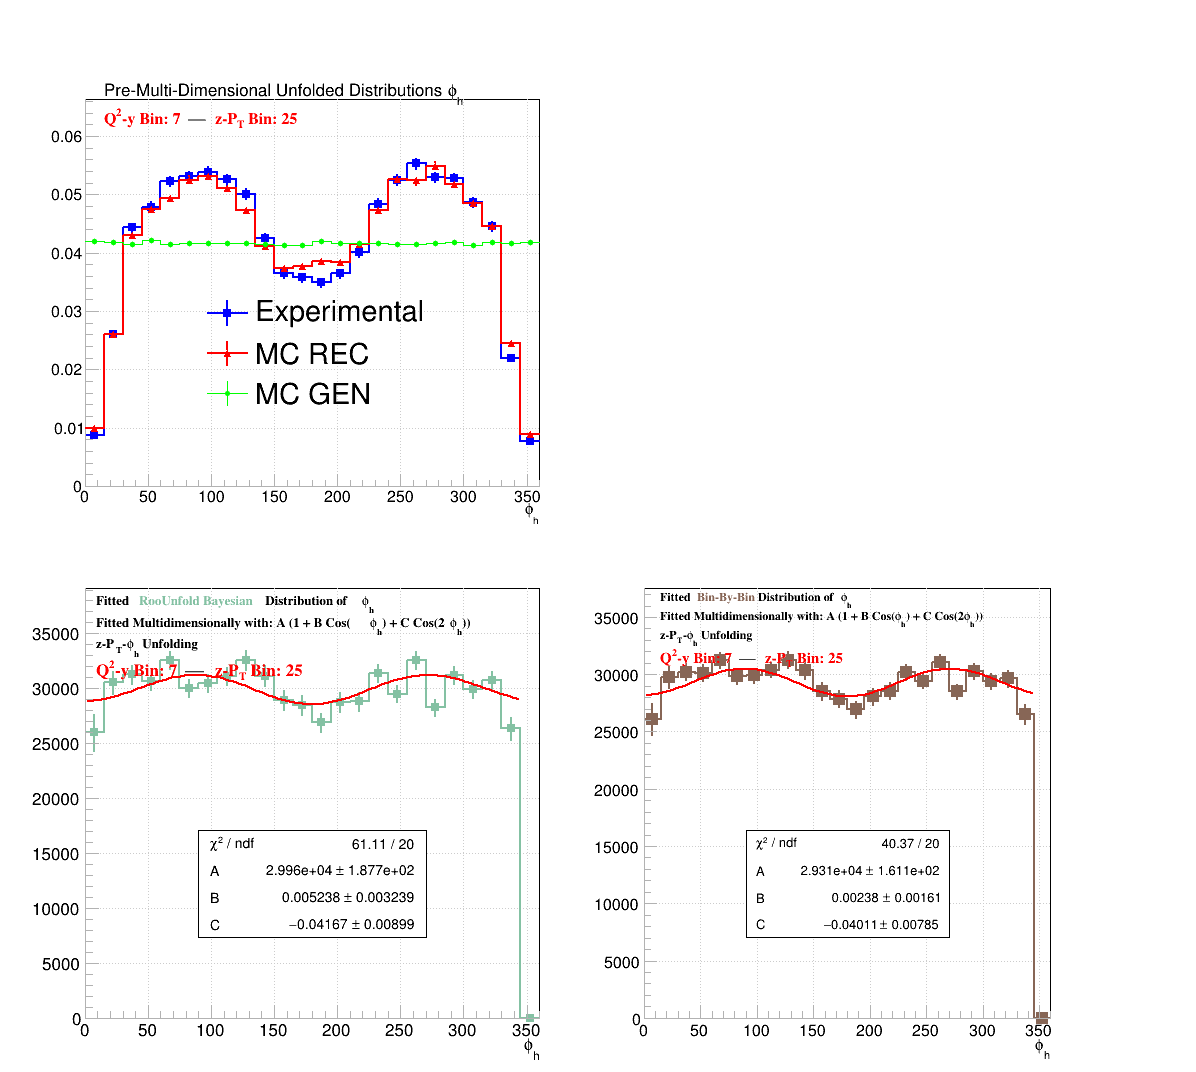 Pre-Multi-Dimensional Unfolded Distributions ϕh
Q2-y Bin: 7 — z-PT Bin: 25
0.06
0.05
0.04
0.03
0.02
0.01
0
Experimental
MC REC
MC GEN
0 50 100 150 200 250 300 350
ϕh
Fitted RooUnfold Bayesian Distribution of ϕh
Fitted Multidimensionally with: A (1 + B Cos( ϕh) + C Cos(2 ϕh))
z-PT-ϕh Unfolding
Q2-y Bin: 7 — z-PT Bin: 25
35000
30000
25000
20000
15000
10000
5000
0
χ2 / ndf 61.11 / 20
A 2.996e+04 ± 1.877e+02
B 0.005238 ± 0.003239
C −0.04167 ± 0.00899
0 50 100 150 200 250 300 350
ϕh
Fitted Bin-By-Bin Distribution of ϕh
Fitted Multidimensionally with: A (1 + B Cos(ϕh) + C Cos(2ϕh))
z-PT-ϕh Unfolding
Q2-y Bin: 7 — z-PT Bin: 25
35000
30000
25000
20000
15000
10000
5000
0
χ2 / ndf 40.37 / 20
A 2.931e+04 ± 1.611e+02
B 0.00238 ± 0.00161
C −0.04011 ± 0.00785
0 50 100 150 200 250 300 350
ϕh